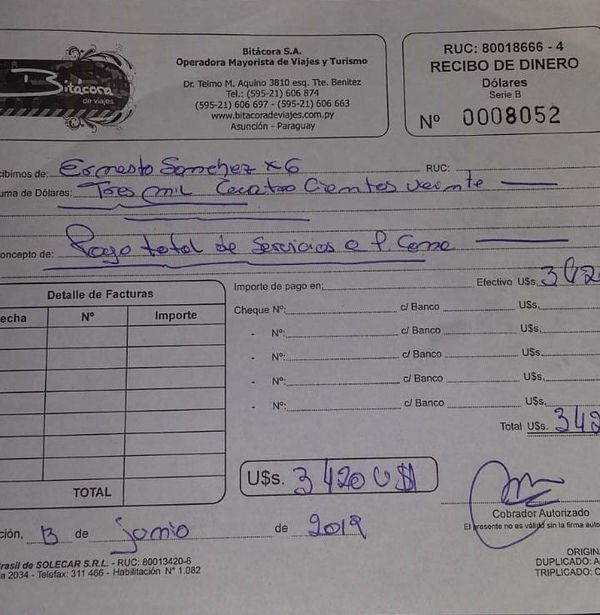 Bitácora
de viajes
Bitácora S.A.
Operadora Mayorista de Viajes y Turismo
Dr. Telmo M. Aquino 3810 esq. Tte. Benitez
Tel.: (595-21) 606 874
(595-21) 606 697 - (595-21) 606 663
www.bitacoradeviajes.com.py
Asunción - Paraguay
RUC: 80018666 - 4
RECIBO DE DINERO
Dólares
Serie B
Nº 0008052
cibimos de: Ernesto Sanchez x6 RUC:
uma de Dólares: Tres mil Cuatro Cientos veinte
oncepto de: Pago total de Servicios a P. Cana
Detalle de Facturas
echa Nº Importe
TOTAL
Importe de pago en: Efectivo U$s. 3420
Cheque Nº: c/ Banco U$s.
- Nº: c/ Banco U$s.
- Nº: c/ Banco U$s.
- Nº: c/ Banco U$s.
- Nº: c/ Banco U$s.
Total U$s. 342
U$s. 3420 U$
Cobrador Autorizado
El presente no es válido sin la firma auto
ción, 13 de junio de 2019
rasil de SOLECAR S.R.L. - RUC: 80013420-6
a 2034 - Telefax: 311 466 - Habilitación N° 1.082
ORIGIN
DUPLICADO: A
TRIPLICADO: C